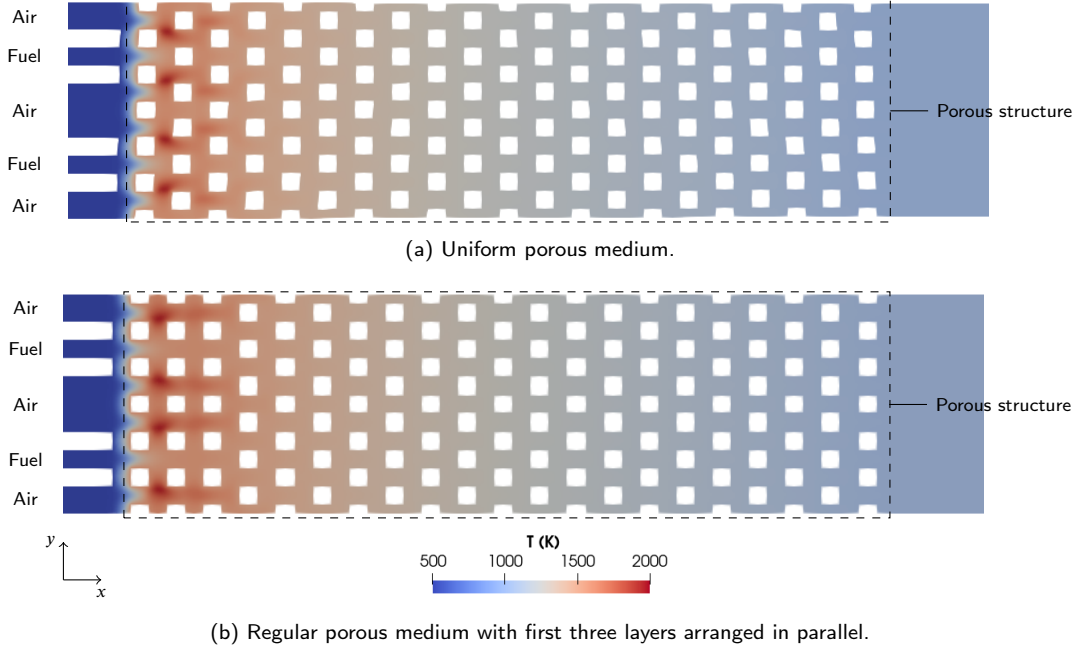 Air
Fuel
Air
Fuel
Air
Porous structure
(a) Uniform porous medium.
Air
Fuel
Air
Fuel
Air
Porous structure
y
x
T (K)
500 1000 1500 2000
(b) Regular porous medium with first three layers arranged in parallel.